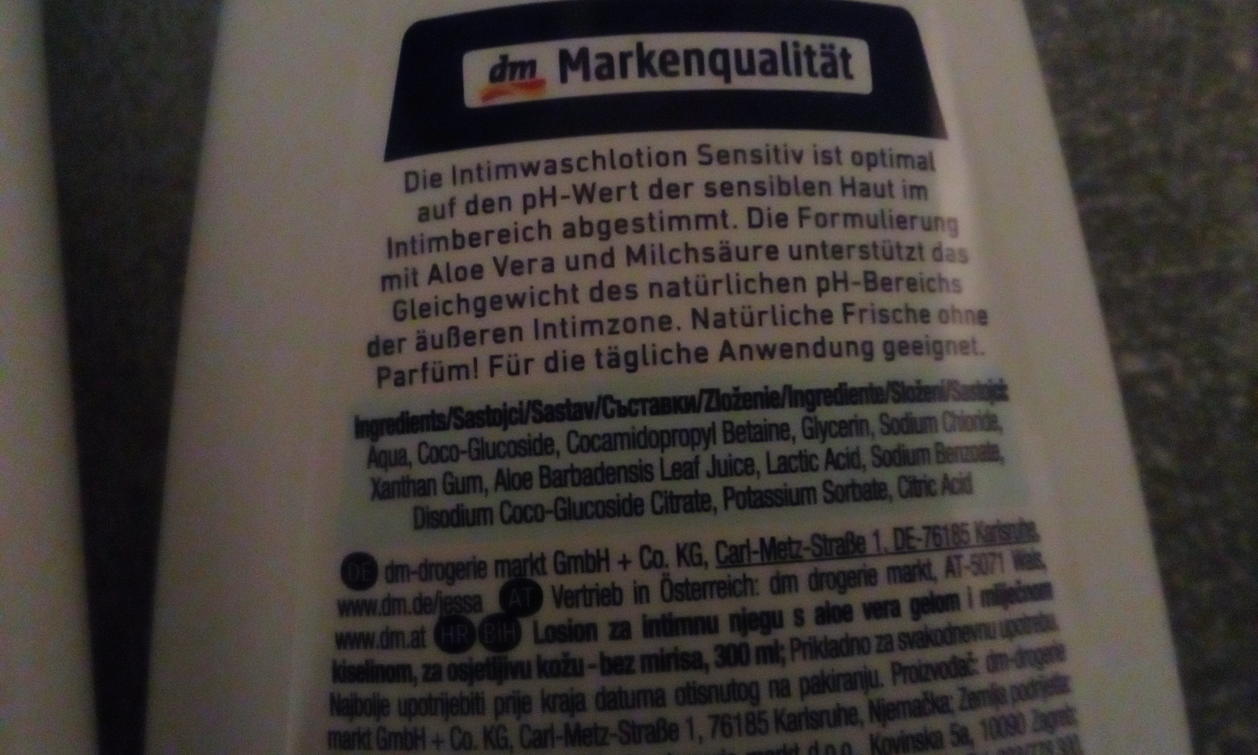 dm Markenqualität
Die Intimwaschlotion Sensitiv ist optimal
auf den pH-Wert der sensiblen Haut im
Intimbereich abgestimmt. Die Formulierung
mit Aloe Vera und Milchsäure unterstützt das
Gleichgewicht des natürlichen pH-Bereichs
der äußeren Intimzone. Natürliche Frische ohne
Parfüm! Für die tägliche Anwendung geeignet.
Ingredients/Sastojci/Sastav/Съставки/Zloženie/Ingrediente/Složení/Sastojci:
Aqua, Coco-Glucoside, Cocamidopropyl Betaine, Glycerin, Sodium Chloride,
Xanthan Gum, Aloe Barbadensis Leaf Juice, Lactic Acid, Sodium Benzoate,
Disodium Coco-Glucoside Citrate, Potassium Sorbate, Citric Acid
DE dm-drogerie markt GmbH + Co. KG, Carl-Metz-Straße 1, DE-76185 Karlsruhe,
www.dm.de/jessa AT Vertrieb in Österreich: dm drogerie markt, AT-5071 Wals,
www.dm.at HR BIH Losion za intimnu njegu s aloe vera gelom i mliječnom
kiselinom, za osjetljivu kožu - bez mirisa, 300 ml; Prikladno za svakodnevnu upotrebu.
Najbolje upotrijebiti prije kraja datuma otisnutog na pakiranju. Proizvođač: dm-drogerie
markt GmbH + Co. KG, Carl-Metz-Straße 1, 76185 Karlsruhe, Njemačka; Zemlja podrijetla:
markt d.o.o., Kovinska 5a, 10090 Zagreb;